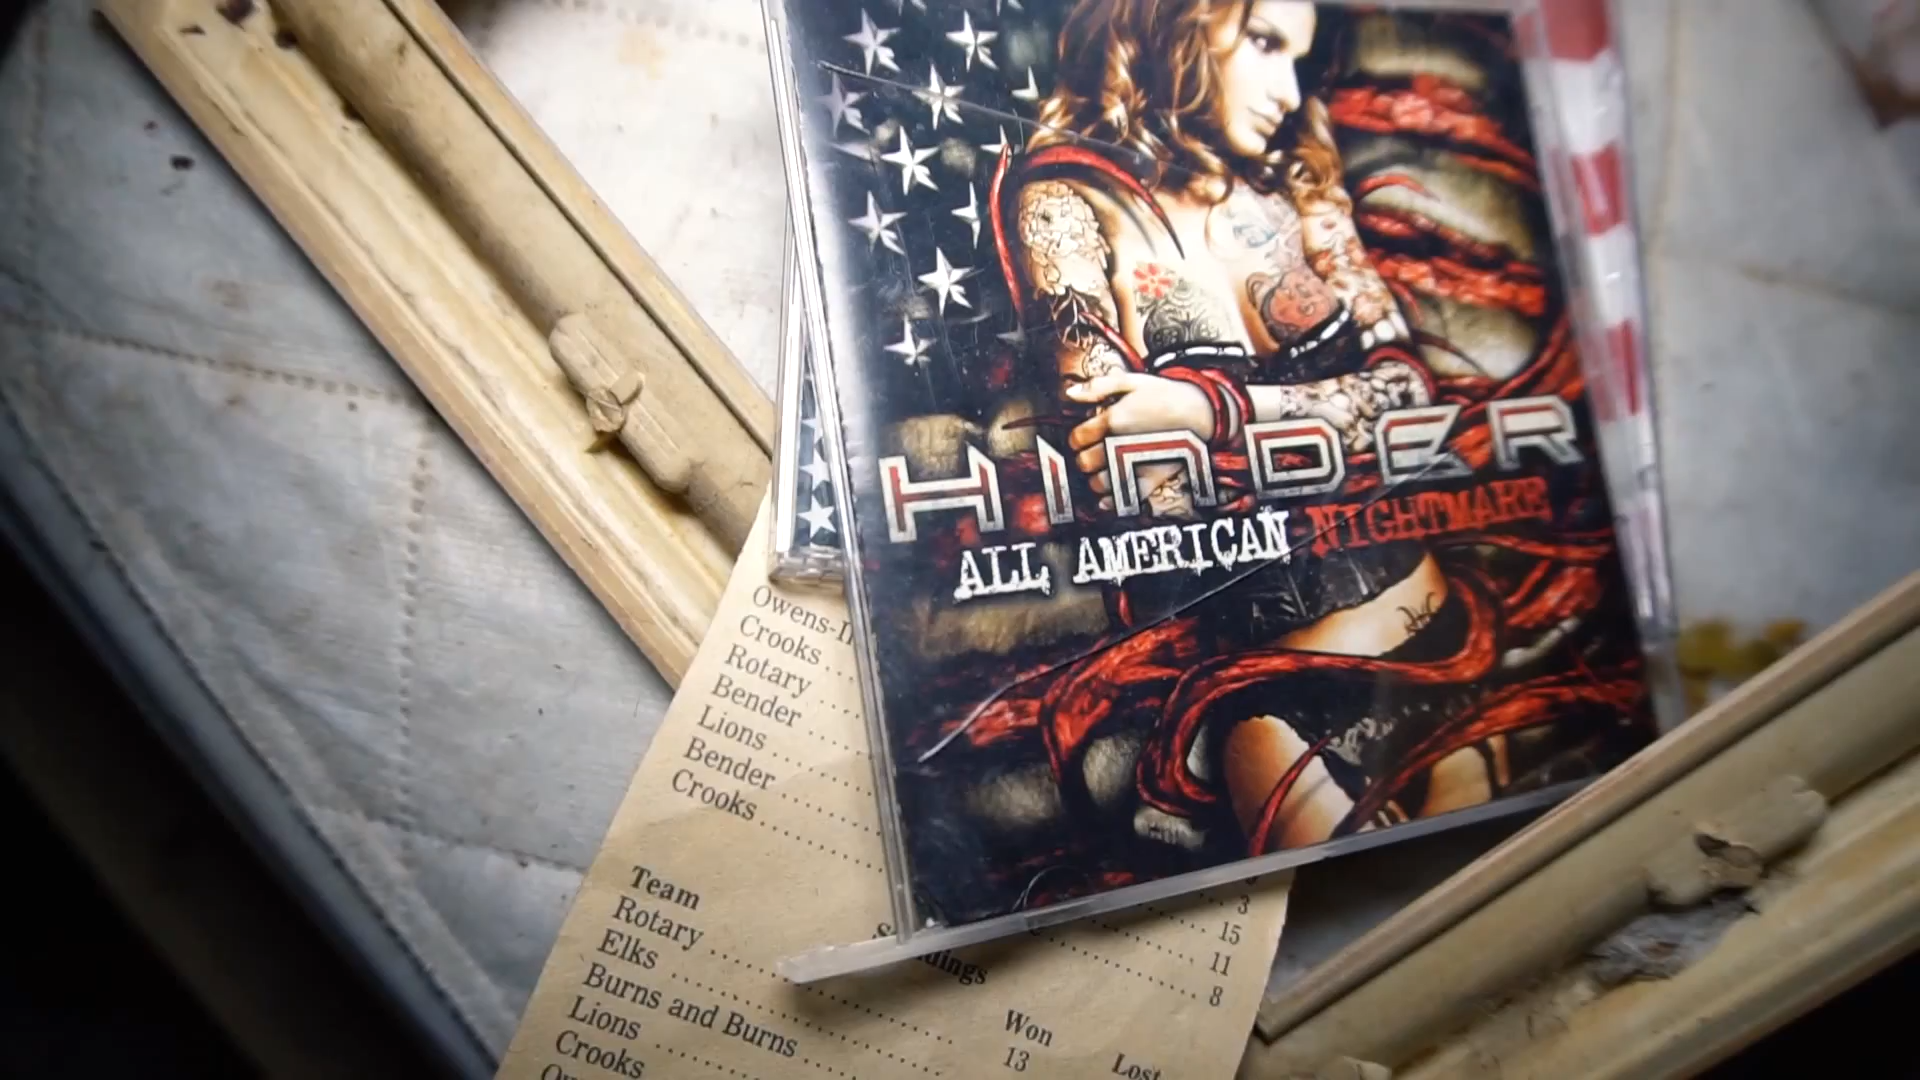 HINDER
ALL AMERICAN NIGHTMARE
Crooks
Rotary
Bender
Lions
Bender
Crooks
3
15
11
8
Team
Won
Lost
Rotary
13
Elks
Burns and Burns
Lions
Crooks